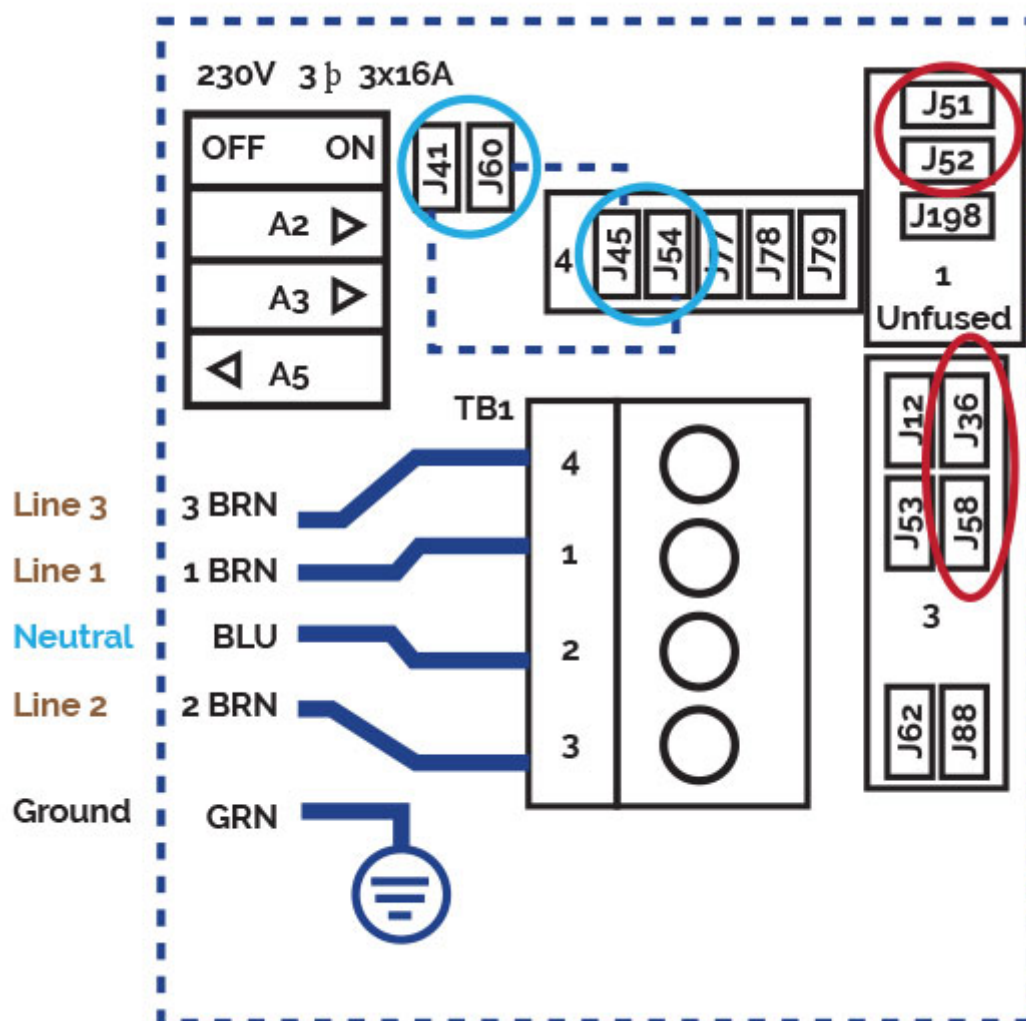 230V 3 þ 3x16A
OFF ON
A2
A3
A5
J41
J60
4
J45
J54
J77
J78
J79
J51
J52
J198
1
Unfused
J12
J36
J53
J58
3
J62
J88
TB1
4
1
2
3
Line 3 3 BRN
Line 1 1 BRN
Neutral BLU
Line 2 2 BRN
Ground GRN